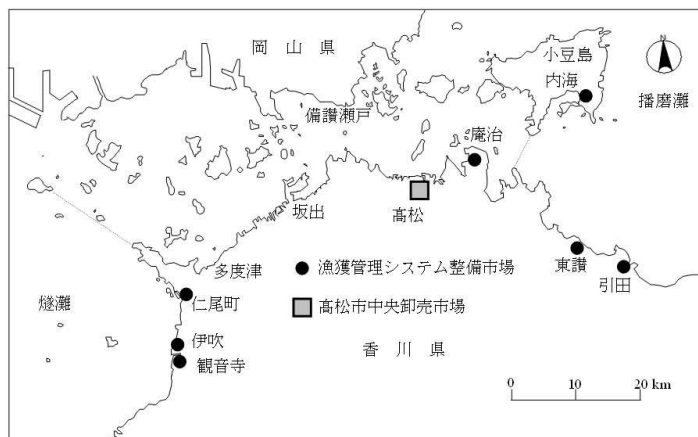 岡山県
小豆島
内海
播磨灘
備讃瀬戸
庵治
坂出
髙松
多度津
漁獲管理システム整備市場
東讃
引田
燧灘
仁尾町
髙松市中央卸売市場
伊吹
観音寺
香川県
N
0 10 20 km